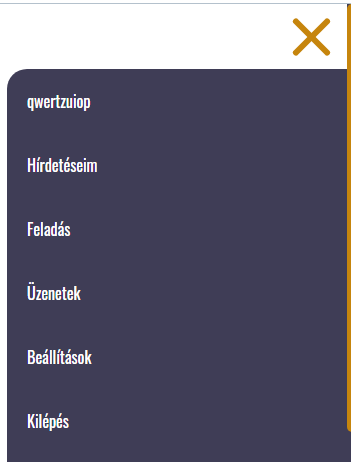 qwertzuiop
Hírdetéseim
Feladás
Üzenetek
Beállítások
Kilépés